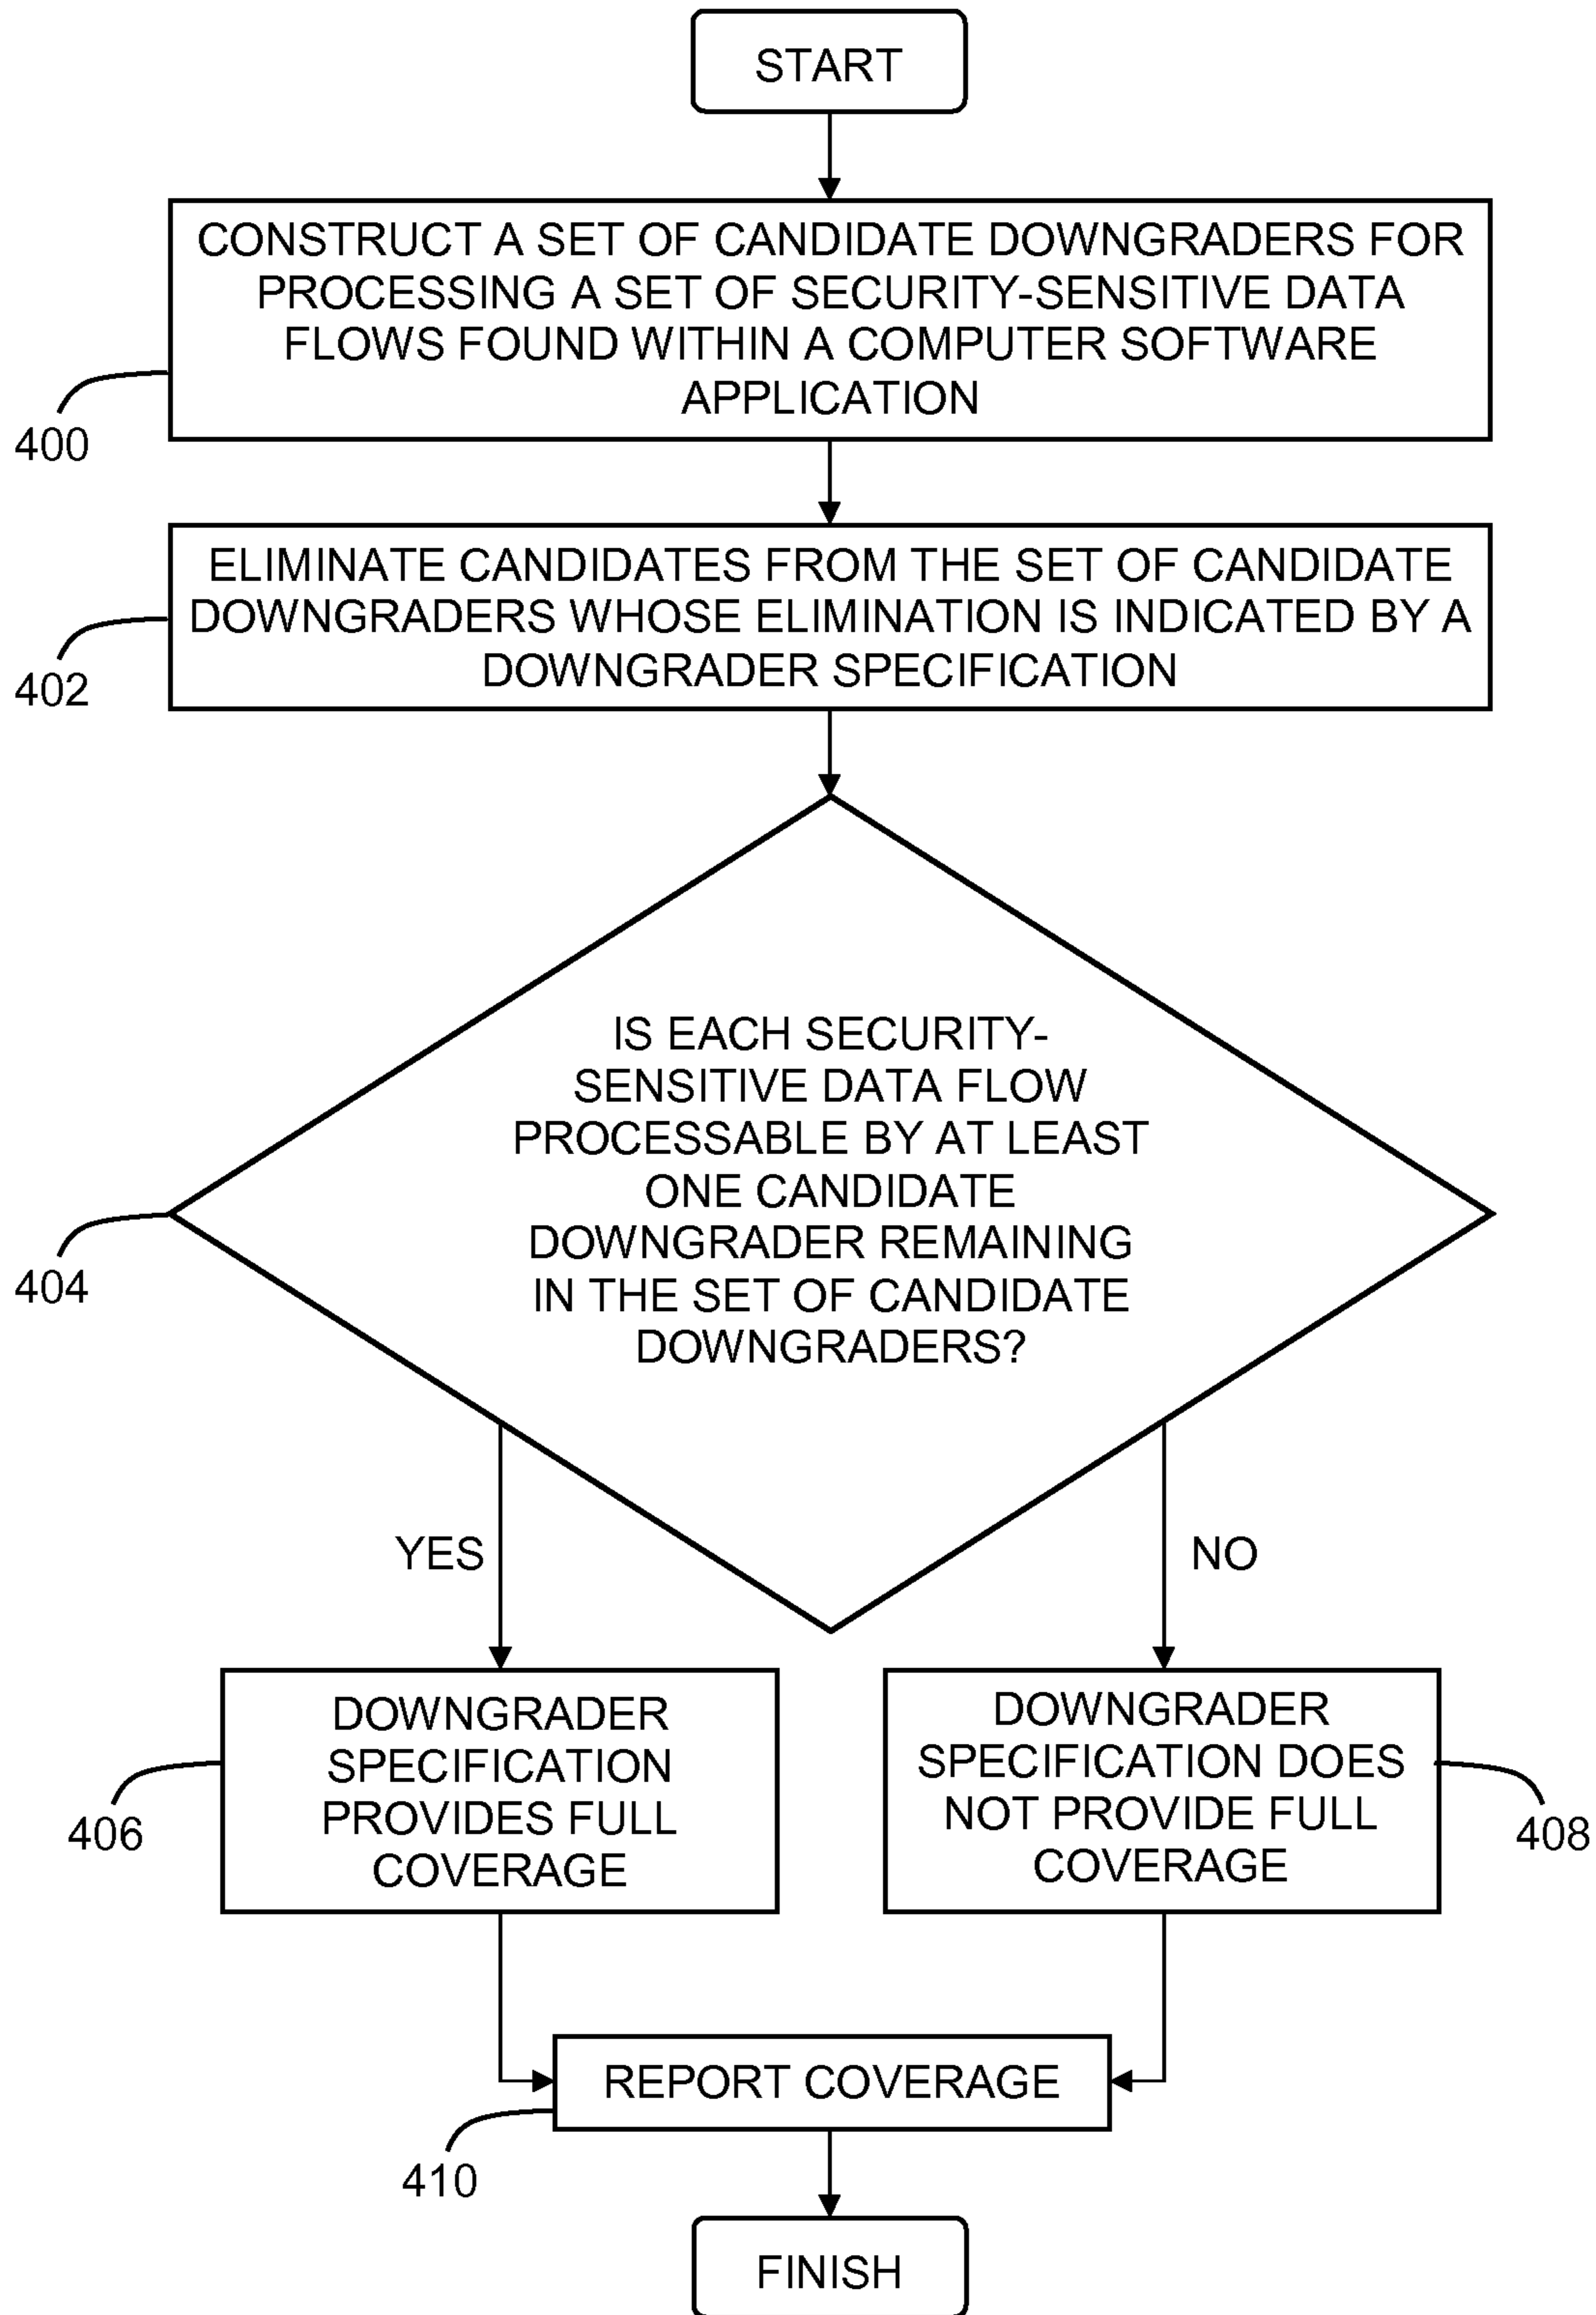 START
CONSTRUCT A SET OF CANDIDATE DOWNGRADERS FOR
PROCESSING A SET OF SECURITY-SENSITIVE DATA
FLOWS FOUND WITHIN A COMPUTER SOFTWARE
APPLICATION
400
ELIMINATE CANDIDATES FROM THE SET OF CANDIDATE
DOWNGRADERS WHOSE ELIMINATION IS INDICATED BY A
DOWNGRADER SPECIFICATION
402
IS EACH SECURITY-
SENSITIVE DATA FLOW
PROCESSABLE BY AT LEAST
ONE CANDIDATE
DOWNGRADER REMAINING
IN THE SET OF CANDIDATE
DOWNGRADERS?
404
YES
NO
DOWNGRADER
SPECIFICATION
PROVIDES FULL
COVERAGE
406
DOWNGRADER
SPECIFICATION DOES
NOT PROVIDE FULL
COVERAGE
408
REPORT COVERAGE
410
FINISH